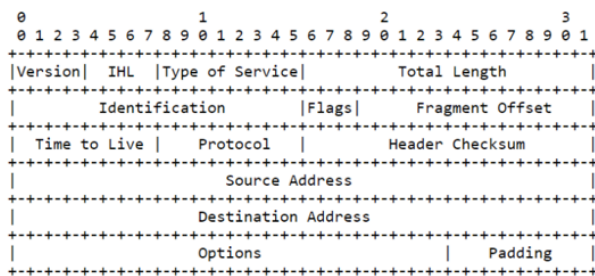 0                   1                   2                   3
0 1 2 3 4 5 6 7 8 9 0 1 2 3 4 5 6 7 8 9 0 1 2 3 4 5 6 7 8 9 0 1
+-+-+-+-+-+-+-+-+-+-+-+-+-+-+-+-+-+-+-+-+-+-+-+-+-+-+-+-+-+-+-+-+
|Version|  IHL  |Type of Service|          Total Length         |
+-+-+-+-+-+-+-+-+-+-+-+-+-+-+-+-+-+-+-+-+-+-+-+-+-+-+-+-+-+-+-+-+
|         Identification        |Flags|      Fragment Offset    |
+-+-+-+-+-+-+-+-+-+-+-+-+-+-+-+-+-+-+-+-+-+-+-+-+-+-+-+-+-+-+-+-+
|  Time to Live |    Protocol   |         Header Checksum       |
+-+-+-+-+-+-+-+-+-+-+-+-+-+-+-+-+-+-+-+-+-+-+-+-+-+-+-+-+-+-+-+-+
|                       Source Address                          |
+-+-+-+-+-+-+-+-+-+-+-+-+-+-+-+-+-+-+-+-+-+-+-+-+-+-+-+-+-+-+-+-+
|                    Destination Address                        |
+-+-+-+-+-+-+-+-+-+-+-+-+-+-+-+-+-+-+-+-+-+-+-+-+-+-+-+-+-+-+-+-+
|                    Options                    |    Padding    |
+-+-+-+-+-+-+-+-+-+-+-+-+-+-+-+-+-+-+-+-+-+-+-+-+-+-+-+-+-+-+-+-+